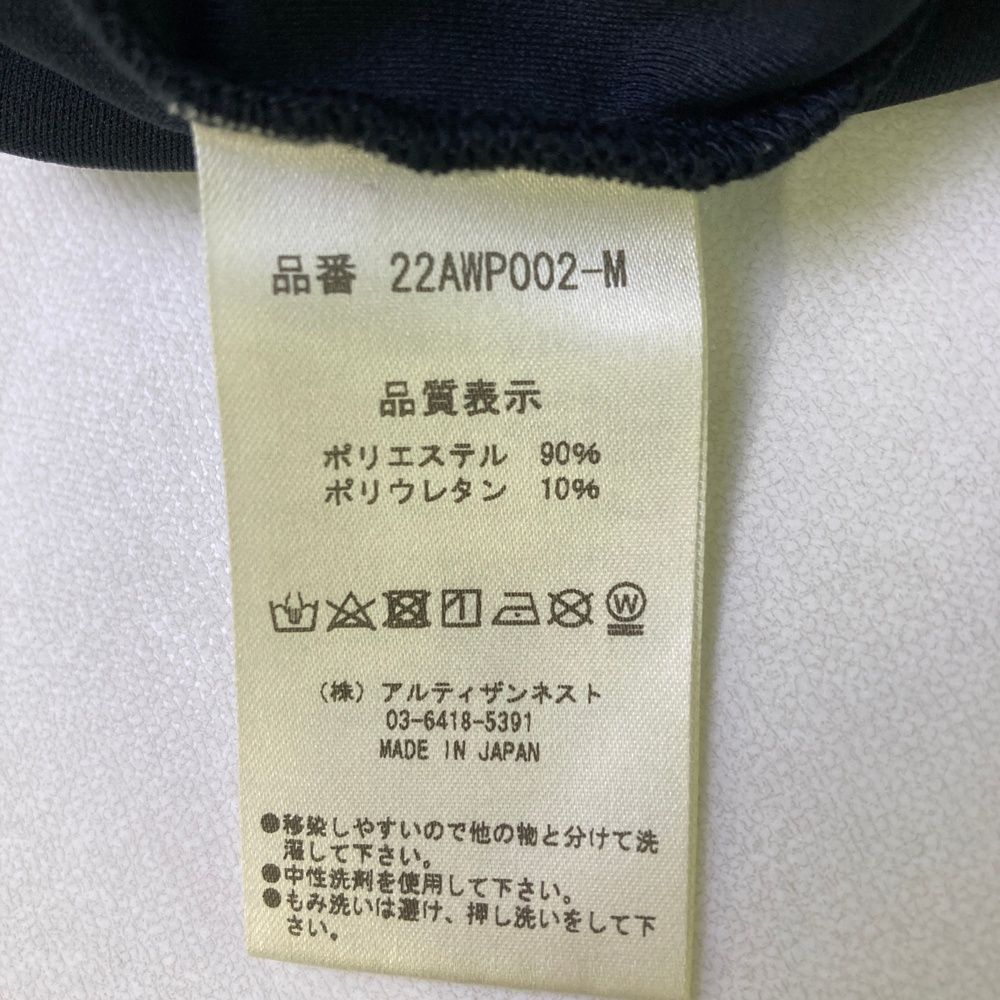 品番 22AWP002-M
品質表示
ポリエステル 90%
ポリウレタン 10%
W
(株) アルティザンネスト
03-6418-5391
MADE IN JAPAN
●移染しやすいので他の物と分けて洗
濯して下さい。
●中性洗剤を使用して下さい。
●もみ洗いは避け、押し洗いをして下
さい。